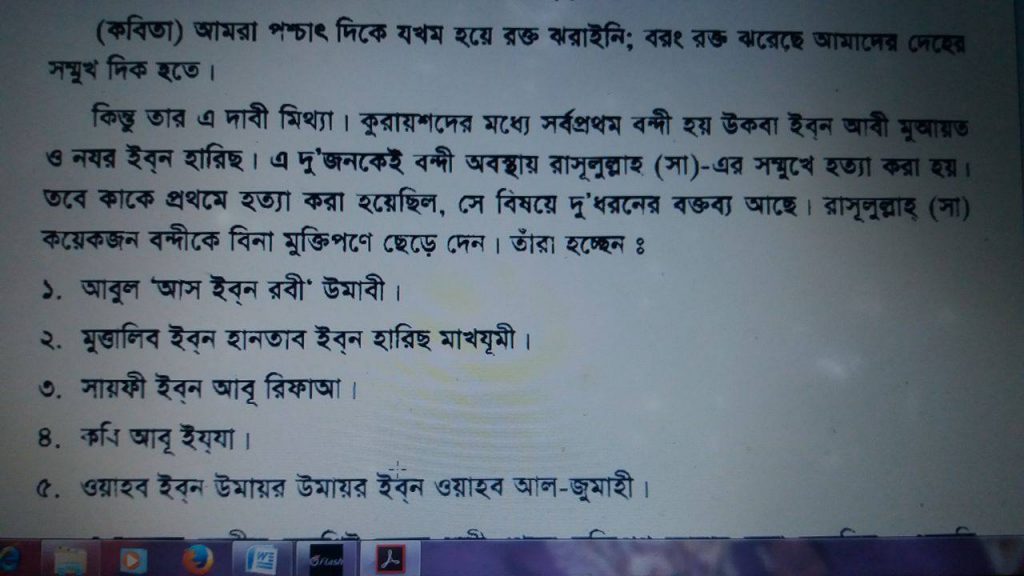 (কবিতা) আমরা পশ্চাৎ দিকে যখম হয়ে রক্ত ঝরাইনি; বরং রক্ত ঝরেছে আমাদের দেহের
সম্মুখ দিক হতে।
কিন্তু তার এ দাবী মিথ্যা। কুরায়শদের মধ্যে সর্বপ্রথম বন্দী হয় উকবা ইব্‌ন আবী মুআয়ত
ও নযর ইব্‌ন হারিছ। এ দু'জনকেই বন্দী অবস্থায় রাসূলুল্লাহ্ (সা)-এর সম্মুখে হত্যা করা হয়।
তবে কাকে প্রথমে হত্যা করা হয়েছিল, সে বিষয়ে দু'ধরনের বক্তব্য আছে। রাসূলুল্লাহ্ (সা)
কয়েকজন বন্দীকে বিনা মুক্তিপণে ছেড়ে দেন। তাঁরা হচ্ছেন ঃ
১. আবুল 'আস ইব্‌ন রবী' উমাবী।
২. মুত্তালিব ইব্‌ন হানতাব ইব্‌ন হারিছ মাখযূমী।
৩. সায়ফী ইব্‌ন আবূ রিফাআ।
৪. কবি আবূ ইয্‌যা।
৫. ওয়াহব ইব্‌ন উমায়র উমায়র ইব্‌ন ওয়াহব আল-জুমাহী।
Flash